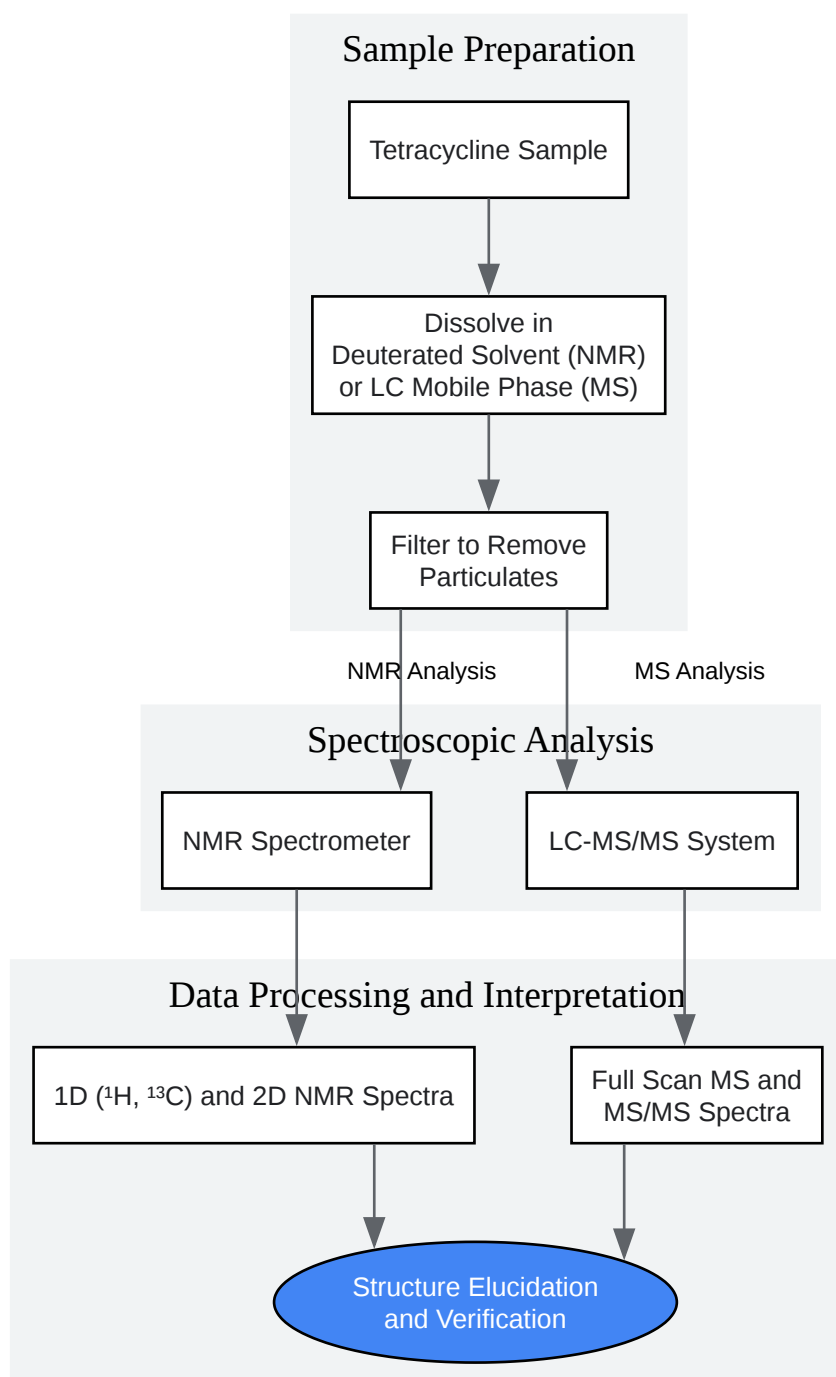 Sample Preparation
Tetracycline Sample
Dissolve in
Deuterated Solvent (NMR)
or LC Mobile Phase (MS)
Filter to Remove
Particulates
NMR Analysis
MS Analysis
Spectroscopic Analysis
NMR Spectrometer
LC-MS/MS System
Data Processing and Interpretation
1D (¹H, ¹³C) and 2D NMR Spectra
Full Scan MS and
MS/MS Spectra
Structure Elucidation
and Verification